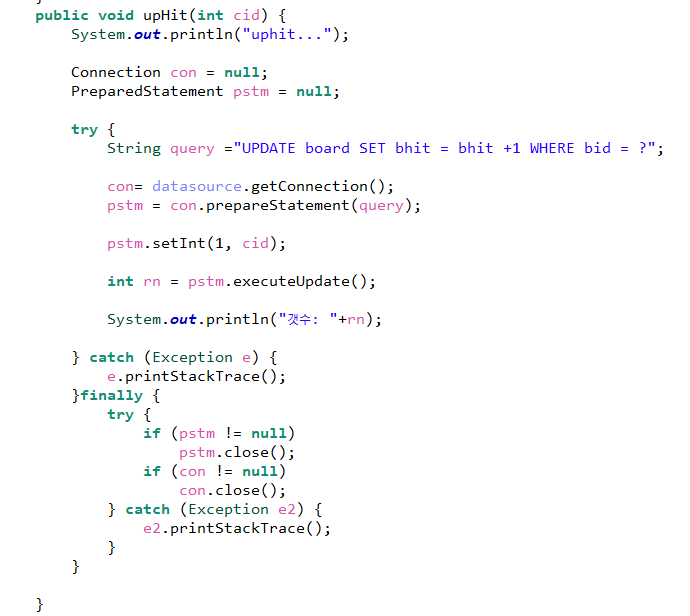 }
public void upHit(int cid) {
System.out.println("uphit...");
Connection con = null;
PreparedStatement pstm = null;
try {
String query ="UPDATE board SET bhit = bhit +1 WHERE bid = ?";
con= datasource.getConnection();
pstm = con.prepareStatement(query);
pstm.setInt(1, cid);
int rn = pstm.executeUpdate();
System.out.println("갯수: "+rn);
} catch (Exception e) {
e.printStackTrace();
}finally {
try {
if (pstm != null)
pstm.close();
if (con != null)
con.close();
} catch (Exception e2) {
e2.printStackTrace();
}
}
}